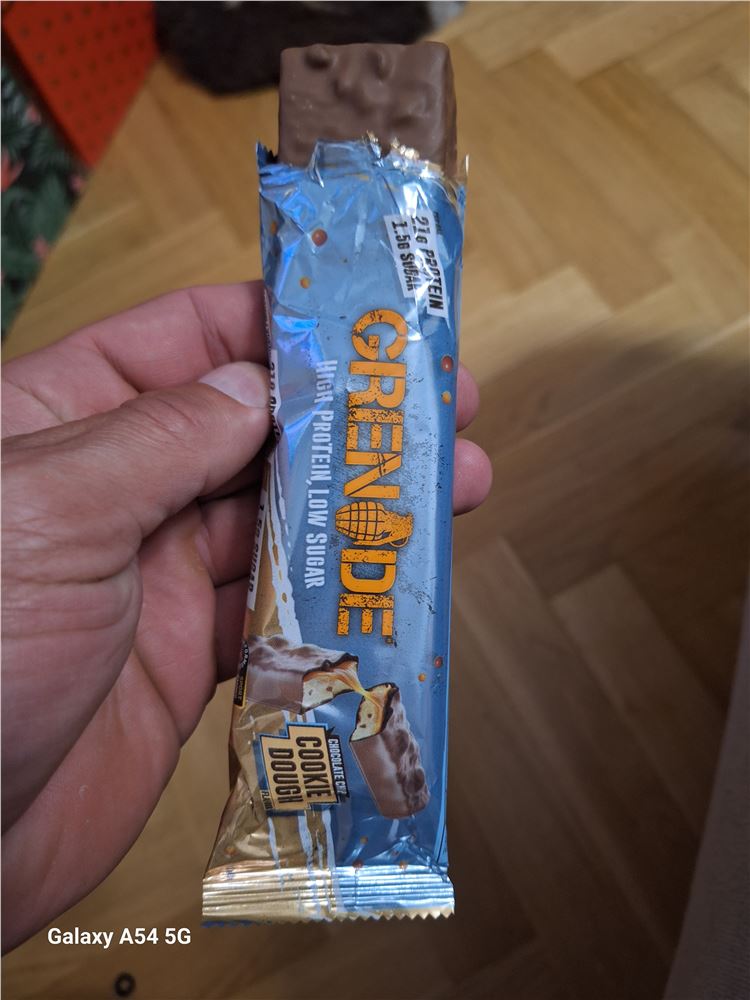 21G PROTEIN
1.5G SUGAR
GRENADE
HIGH PROTEIN, LOW SUGAR
CHOCOLATE CHIP
COOKIE
DOUGH
Galaxy A54 5G